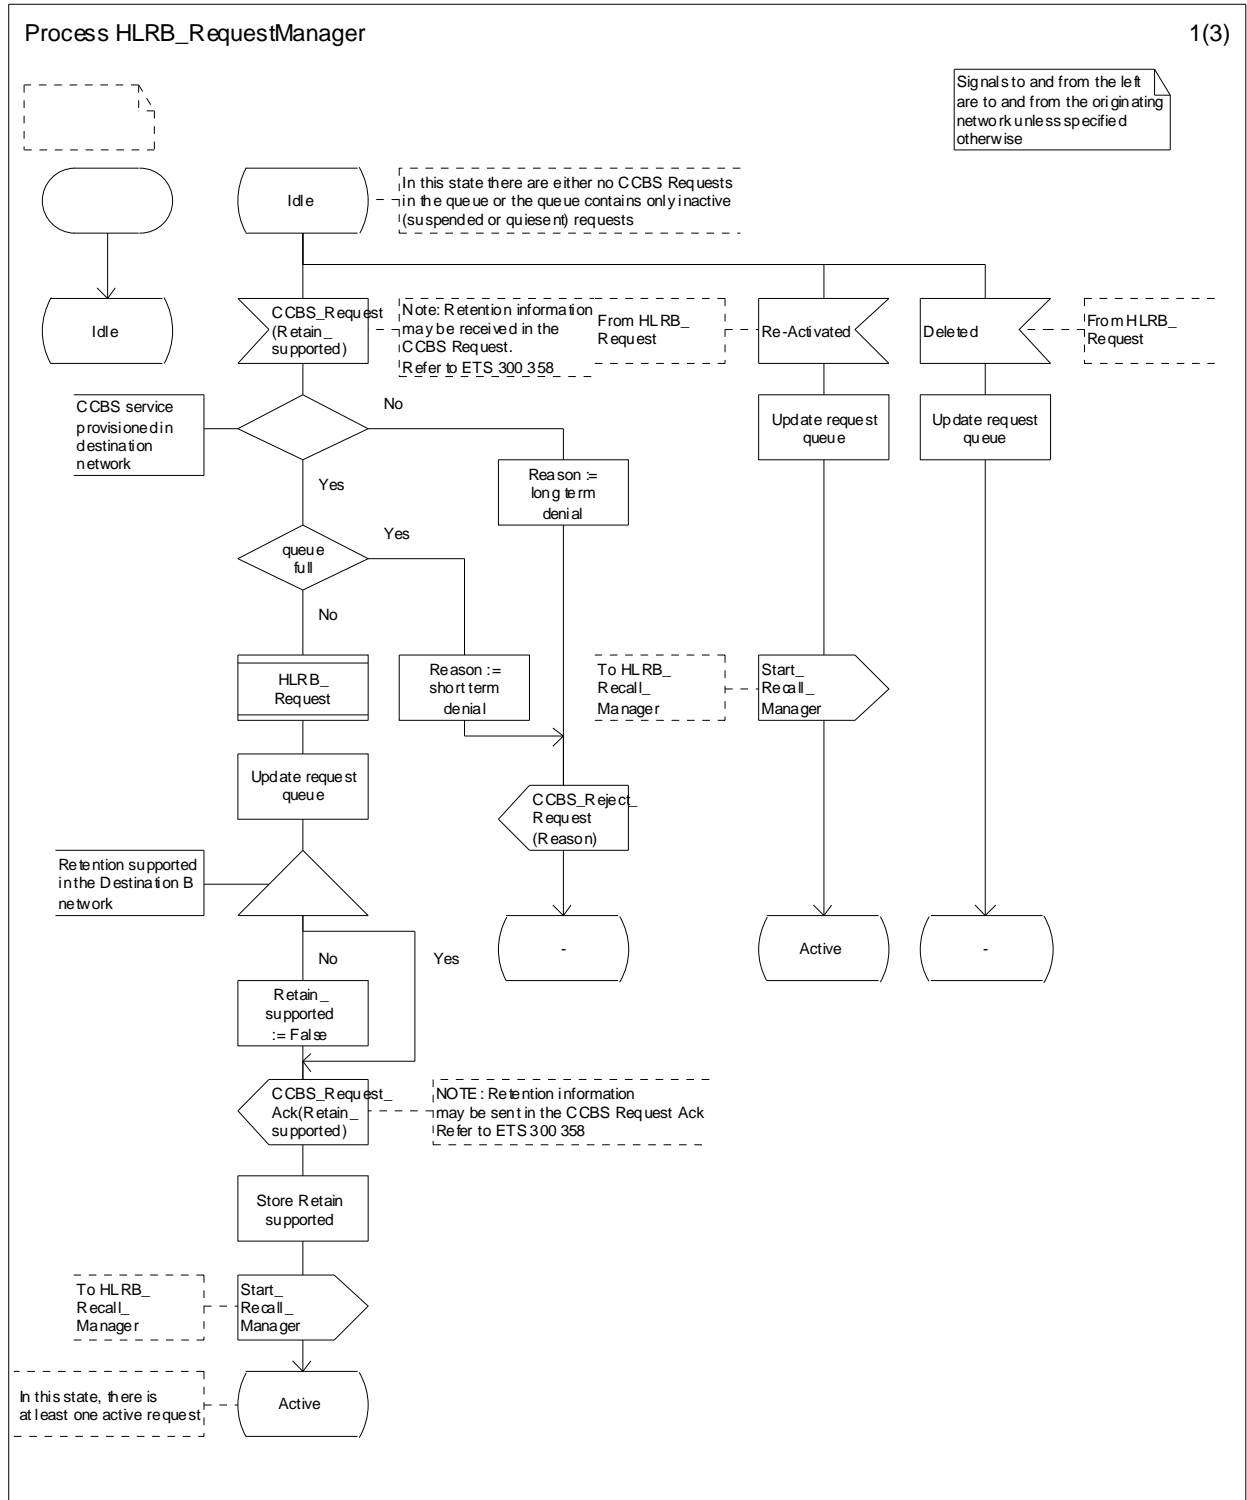 Process HLRB_RequestManager
1(3)
Signals to and from the left
are to and from the originating
network unless specified
otherwise
Idle
In this state there are either no CCBS Requests
in the queue or the queue contains only inactive
(suspended or quiesent) requests
Idle
CCBS_Request
(Retain_
supported)
Note: Retention information
may be received in the
CCBS Request.
Refer to ETS 300 358
From HLRB_
Request
Re-Activated
Deleted
From HLRB_
Request
CCBS service
provisioned in
destination
network
No
Yes
Reason :=
long term
denial
Update request
queue
Update request
queue
queue
full
Yes
No
HLRB_
Request
Reason :=
short term
denial
To HLRB_
Recall_
Manager
Start_
Recall_
Manager
Update request
queue
CCBS_Reject_
Request
(Reason)
Retention supported
in the Destination B
network
-
Active
-
No
Yes
Retain_
supported
:= False
CCBS_Request_
Ack(Retain_
supported)
NOTE: Retention information
may be sent in the CCBS Request Ack
Refer to ETS 300 358
Store Retain
supported
To HLRB_
Recall_
Manager
Start_
Recall_
Manager
In this state, there is
at least one active request
Active